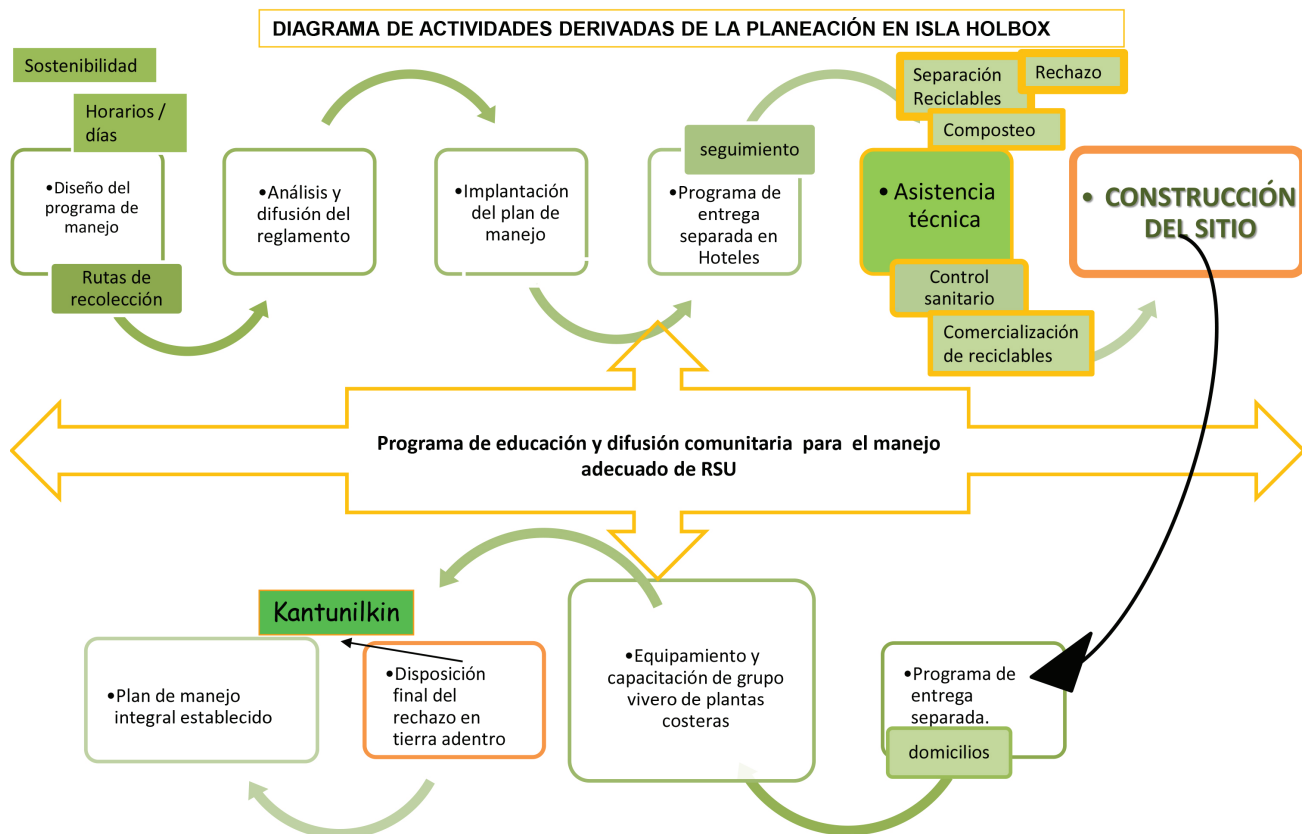 DIAGRAMA DE ACTIVIDADES DERIVADAS DE LA PLANEACIÓN EN ISLA HOLBOX
Sostenibilidad
Horarios /
días
•Diseño del
programa de
manejo
Rutas de
recolección
•Análisis y
difusión del
reglamento
•Implantación
del plan de
manejo
seguimiento
•Programa de
entrega
separada en
Hoteles
Separación
Reciclables
Rechazo
Composteo
• Asistencia
técnica
Control
sanitario
Comercialización
de reciclables
• CONSTRUCCIÓN
DEL SITIO
Programa de educación y difusión comunitaria para el manejo
adecuado de RSU
Kantunilkin
•Plan de manejo
integral establecido
•Disposición
final del
rechazo en
tierra adentro
•Equipamiento y
capacitación de grupo
vivero de plantas
costeras
•Programa de
entrega
separada.
domicilios